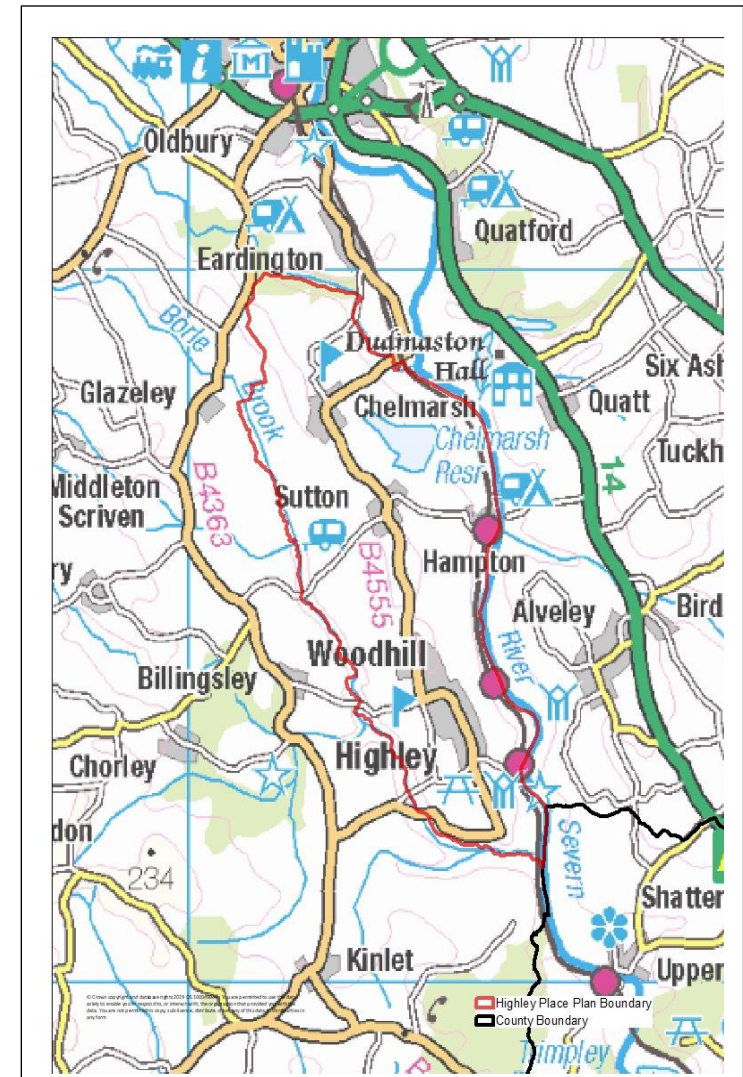 i
M
Oldbury
Quatford
Eardington
Borle
Dudmaston
Hall
Six Ash
Glazeley
Brook
Chelmarsh
Quatt
Chelmarsh
Resr
Tuckh
Middleton
Scriven
B4363
Sutton
14
B4555
Hampton
ry
Alveley
Bird
River
Woodhill
Billingsley
Highley
Chorley
don
Severn
234
Shatter
Kinlet
Upper
Highley Place Plan Boundary
County Boundary
Trimpley
B